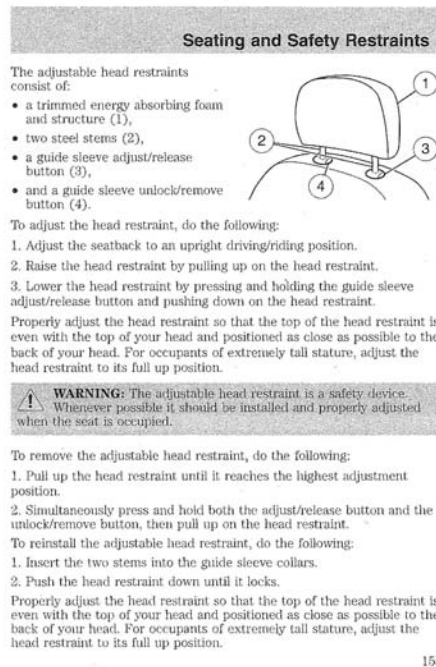 Seating and Safety Restraints
The adjustable head restraints
consist of:
• a trimmed energy absorbing foam
and structure (1),
• two steel stems (2),
• a guide sleeve adjust/release
button (3),
• and a guide sleeve unlock/remove
button (4).
1
2
3
4
To adjust the head restraint, do the following:
1. Adjust the seatback to an upright driving/riding position.
2. Raise the head restraint by pulling up on the head restraint.
3. Lower the head restraint by pressing and holding the guide sleeve
adjust/release button and pushing down on the head restraint.
Properly adjust the head restraint so that the top of the head restraint is
even with the top of your head and positioned as close as possible to the
back of your head. For occupants of extremely tall stature, adjust the
head restraint to its full up position.
WARNING: The adjustable head restraint is a safety device.
Whenever possible it should be installed and properly adjusted
when the seat is occupied.
To remove the adjustable head restraint, do the following:
1. Pull up the head restraint until it reaches the highest adjustment
position.
2. Simultaneously press and hold both the adjust/release button and the
unlock/remove button, then pull up on the head restraint.
To reinstall the adjustable head restraint, do the following:
1. Insert the two stems into the guide sleeve collars.
2. Push the head restraint down until it locks.
Properly adjust the head restraint so that the top of the head restraint is
even with the top of your head and positioned as close as possible to the
back of your head. For occupants of extremely tall stature, adjust the
head restraint to its full up position.